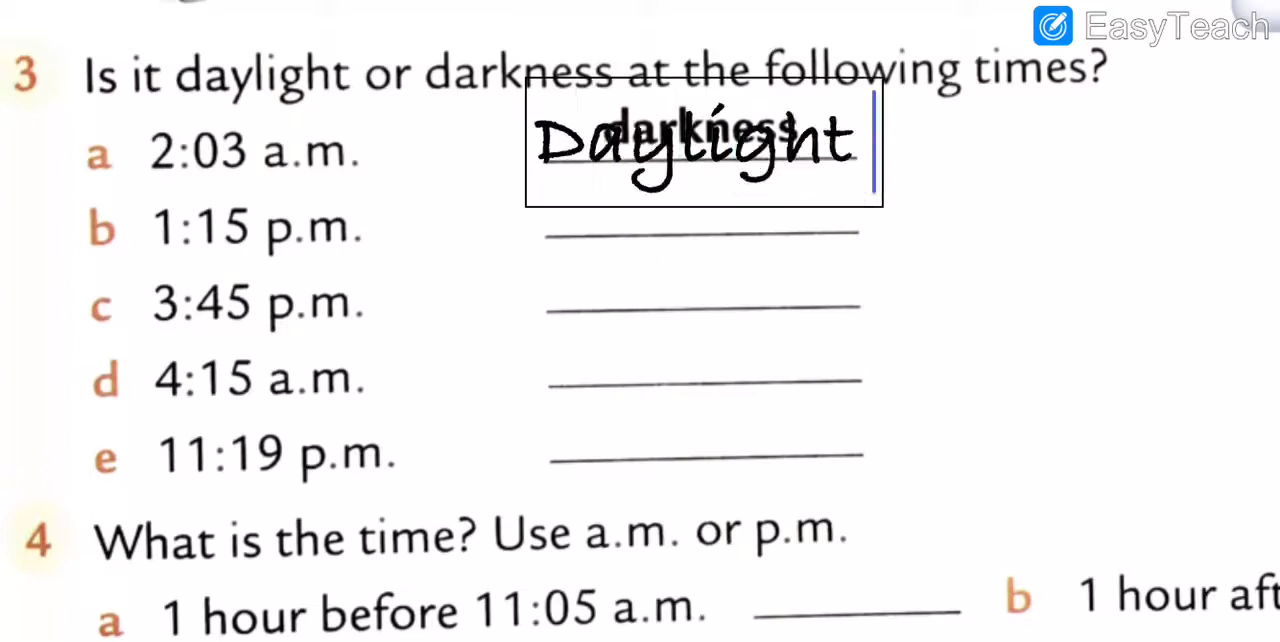 EasyTeach
3 Is it daylight or darkness at the following times?
a 2:03 a.m. darkness
Daylight
b 1:15 p.m.
c 3:45 p.m.
d 4:15 a.m.
e 11:19 p.m.
4 What is the time? Use a.m. or p.m.
a 1 hour before 11:05 a.m. b 1 hour aft